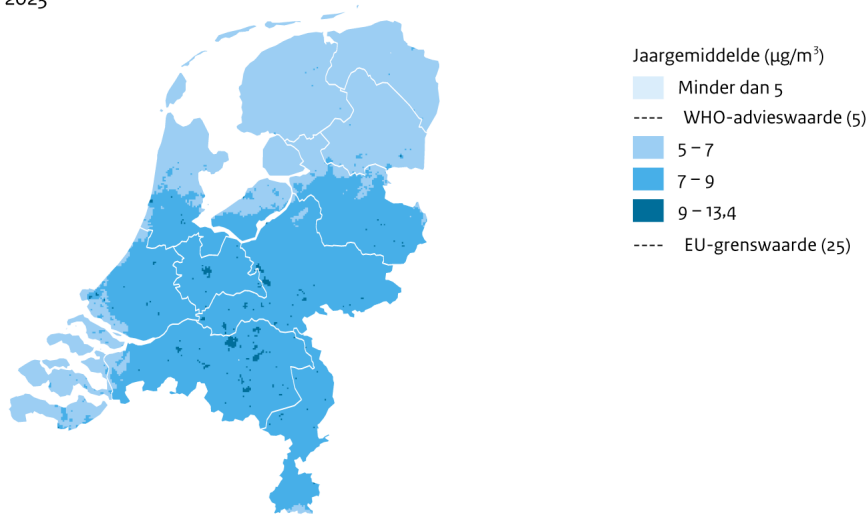 2025
Jaargemiddelde (µg/m³)
Minder dan 5
WHO-advieswaarde (5)
5 – 7
7 – 9
9 – 13,4
EU-grenswaarde (25)